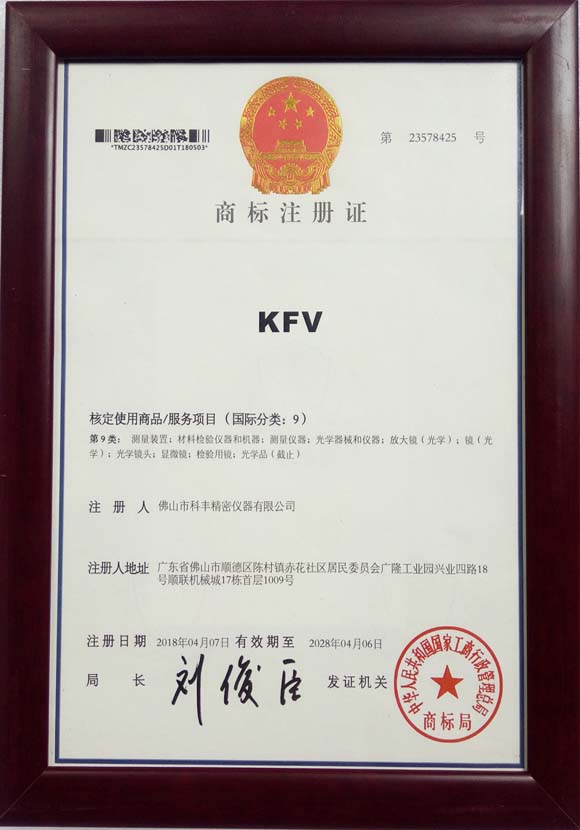 *TMZC23578425D01T180503*
第 23578425 号
商标注册证
KFV
核定使用商品/服务项目（国际分类：9）
第9类：测量装置；材料检验仪器和机器；测量仪器；光学器械和仪器；放大镜（光学）；镜（光
学）；光学镜头；显微镜；检验用镜；光学品（截止）
注册人 佛山市科丰精密仪器有限公司
注册人地址 广东省佛山市顺德区陈村镇赤花社区居民委员会广隆工业园兴业四路18
号顺联机械城17栋首层1009号
注册日期 2018年04月07日 有效期至 2028年04月06日
局长 刘俊臣 发证机关
中华人民共和国国家工商行政管理总局
商标局